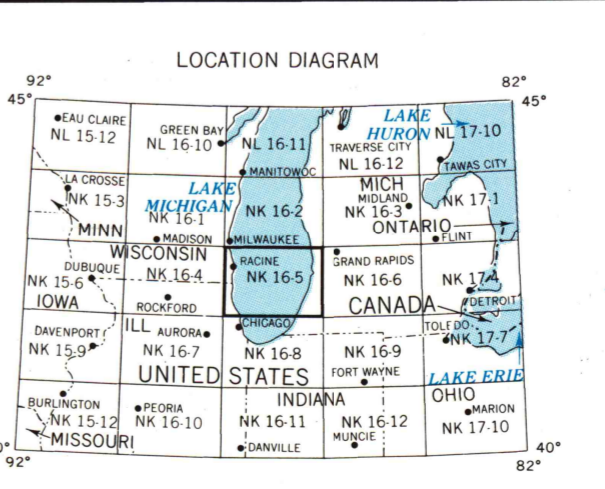 LOCATION DIAGRAM
92°
82°
45°
45°
EAU CLAIRE
NL 15-12
GREEN BAY
NL 16-10
NL 16-11
LAKE
HURON
TRAVERSE CITY
NL 16-12
NL 17-10
TAWAS CITY
MANITOWOC
LA CROSSE
NK 15-3
MINN
LAKE
MICHIGAN
NK 16-1
MADISON
NK 16-2
MILWAUKEE
MICH
MIDLAND
NK 16-3
NK 17-1
ONTARIO
FLINT
WISCONSIN
DUBUQUE
NK 15-6
IOWA
NK 16-4
ROCKFORD
RACINE
NK 16-5
GRAND RAPIDS
NK 16-6
NK 17-4
DETROIT
CANADA
DAVENPORT
NK 15-9
ILL
AURORA
NK 16-7
CHICAGO
NK 16-8
NK 16-9
TOLEDO
NK 17-7
UNITED STATES
FORT WAYNE
LAKE ERIE
INDIANA
OHIO
BURLINGTON
NK 15-12
MISSOURI
PEORIA
NK 16-10
NK 16-11
DANVILLE
NK 16-12
MUNCIE
MARION
NK 17-10
0°
40°
92°
82°